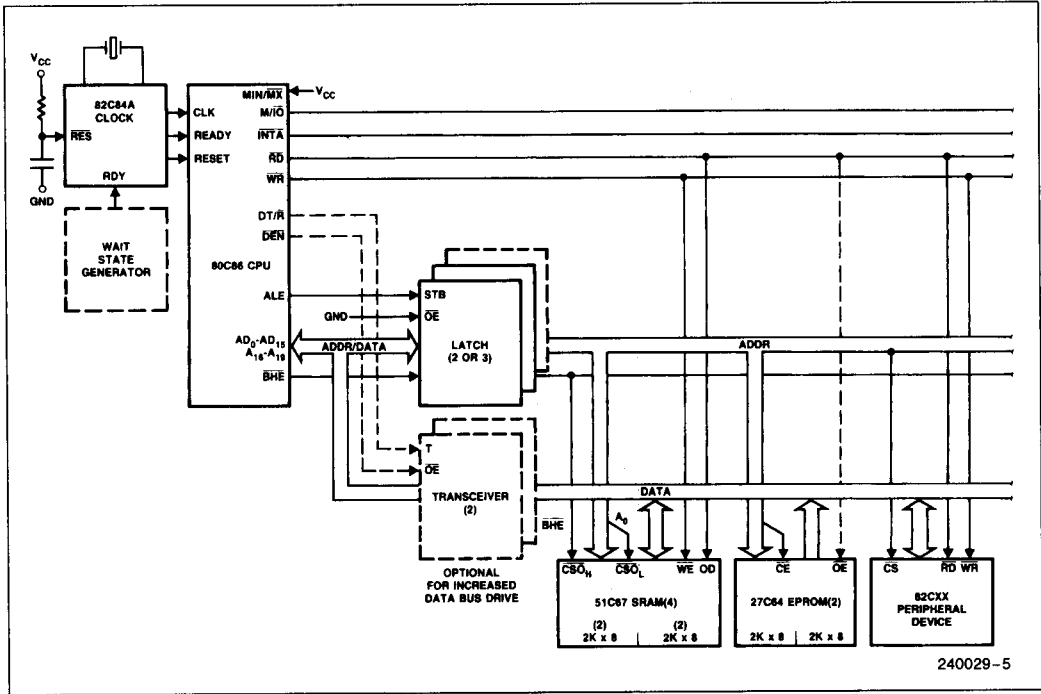 VCC
82C84A
CLOCK
RES
RDY
GND
WAIT
STATE
GENERATOR
MIN/MX
VCC
CLK
M/IO
READY
INTA
RESET
RD
WR
DT/R
DEN
80C86 CPU
ALE
AD0-AD15
A16-A19
BHE
ADDR/DATA
GND
STB
OE
LATCH
(2 OR 3)
ADDR
T
OE
TRANSCEIVER
(2)
BHE
OPTIONAL
FOR INCREASED
DATA BUS DRIVE
DATA
A0
CSOH CSOL WE OD
51C67 SRAM(4)
(2) (2)
2K x 8 2K x 8
CE OE
27C64 EPROM(2)
2K x 8 2K x 8
CS RD WR
82CXX
PERIPHERAL
DEVICE
240029-5